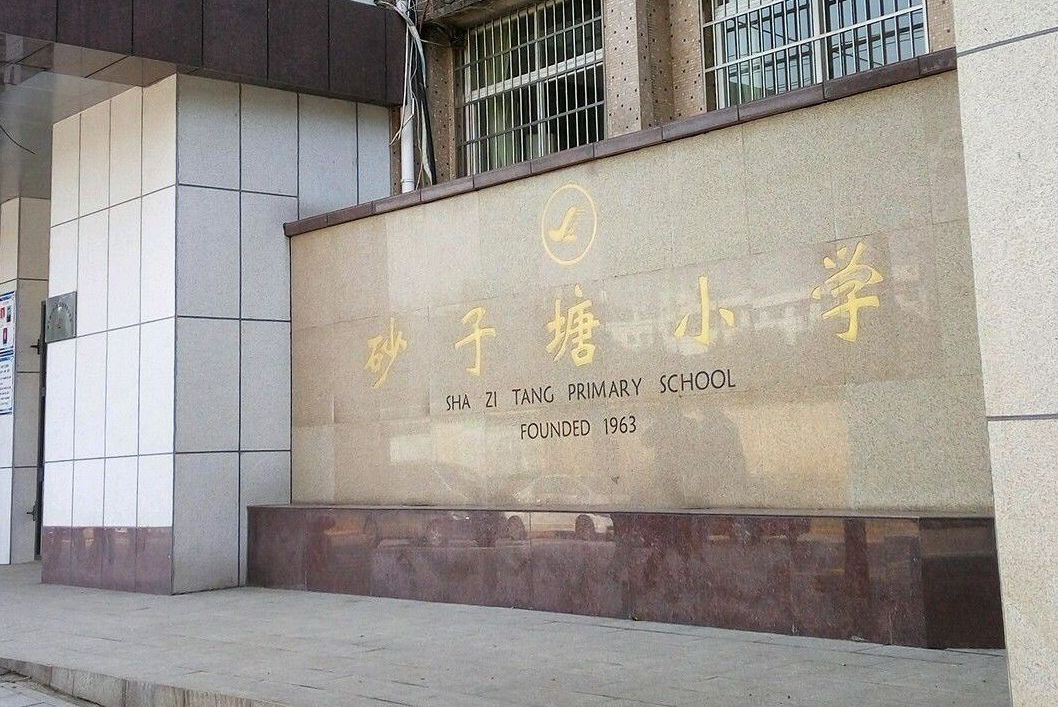 砂子塘小学
SHA ZI TANG PRIMARY SCHOOL
FOUNDED 1963